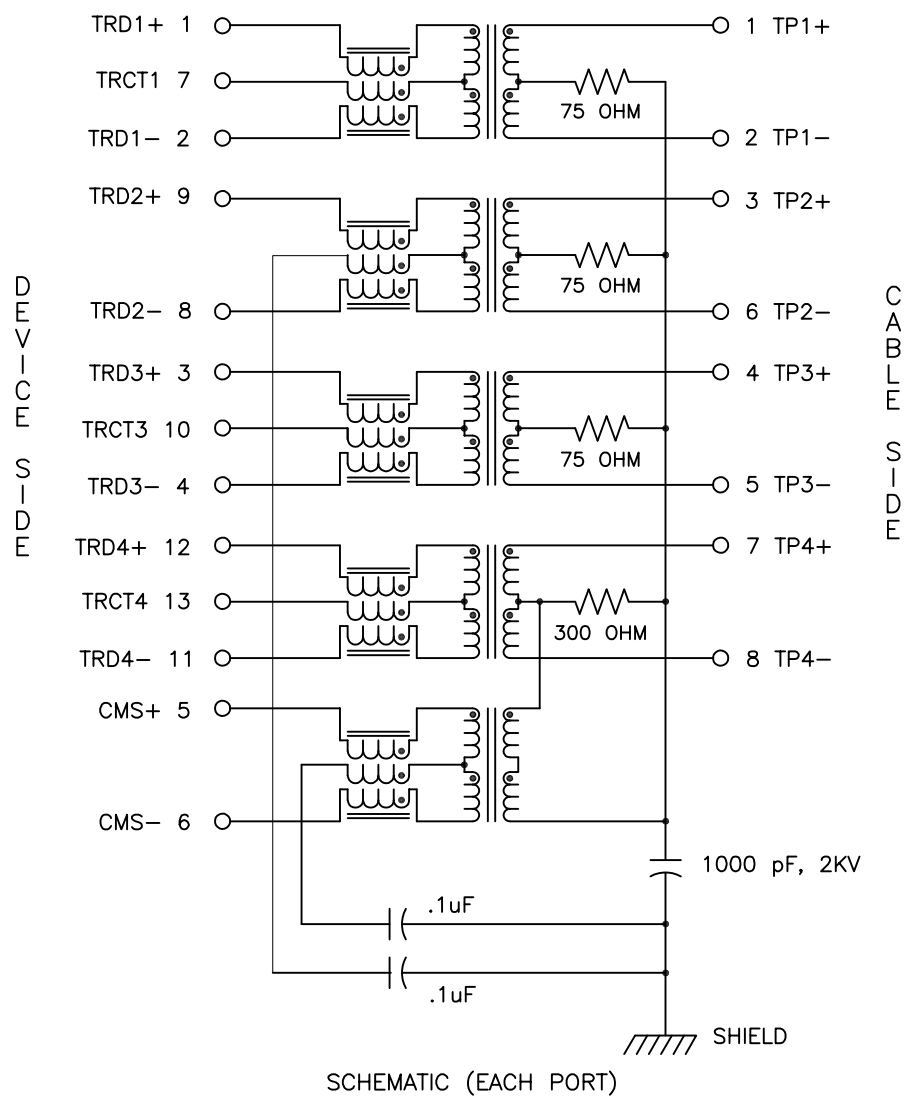 TRD1+ 1
1 TP1+
TRCT1 7
75 OHM
TRD1- 2
2 TP1-
TRD2+ 9
3 TP2+
75 OHM
TRD2- 8
6 TP2-
DEVICE SIDE
CABLE SIDE
TRD3+ 3
4 TP3+
TRCT3 10
75 OHM
TRD3- 4
5 TP3-
TRD4+ 12
7 TP4+
TRCT4 13
300 OHM
TRD4- 11
8 TP4-
CMS+ 5
CMS- 6
1000 pF, 2KV
.1uF
.1uF
SHIELD
SCHEMATIC (EACH PORT)